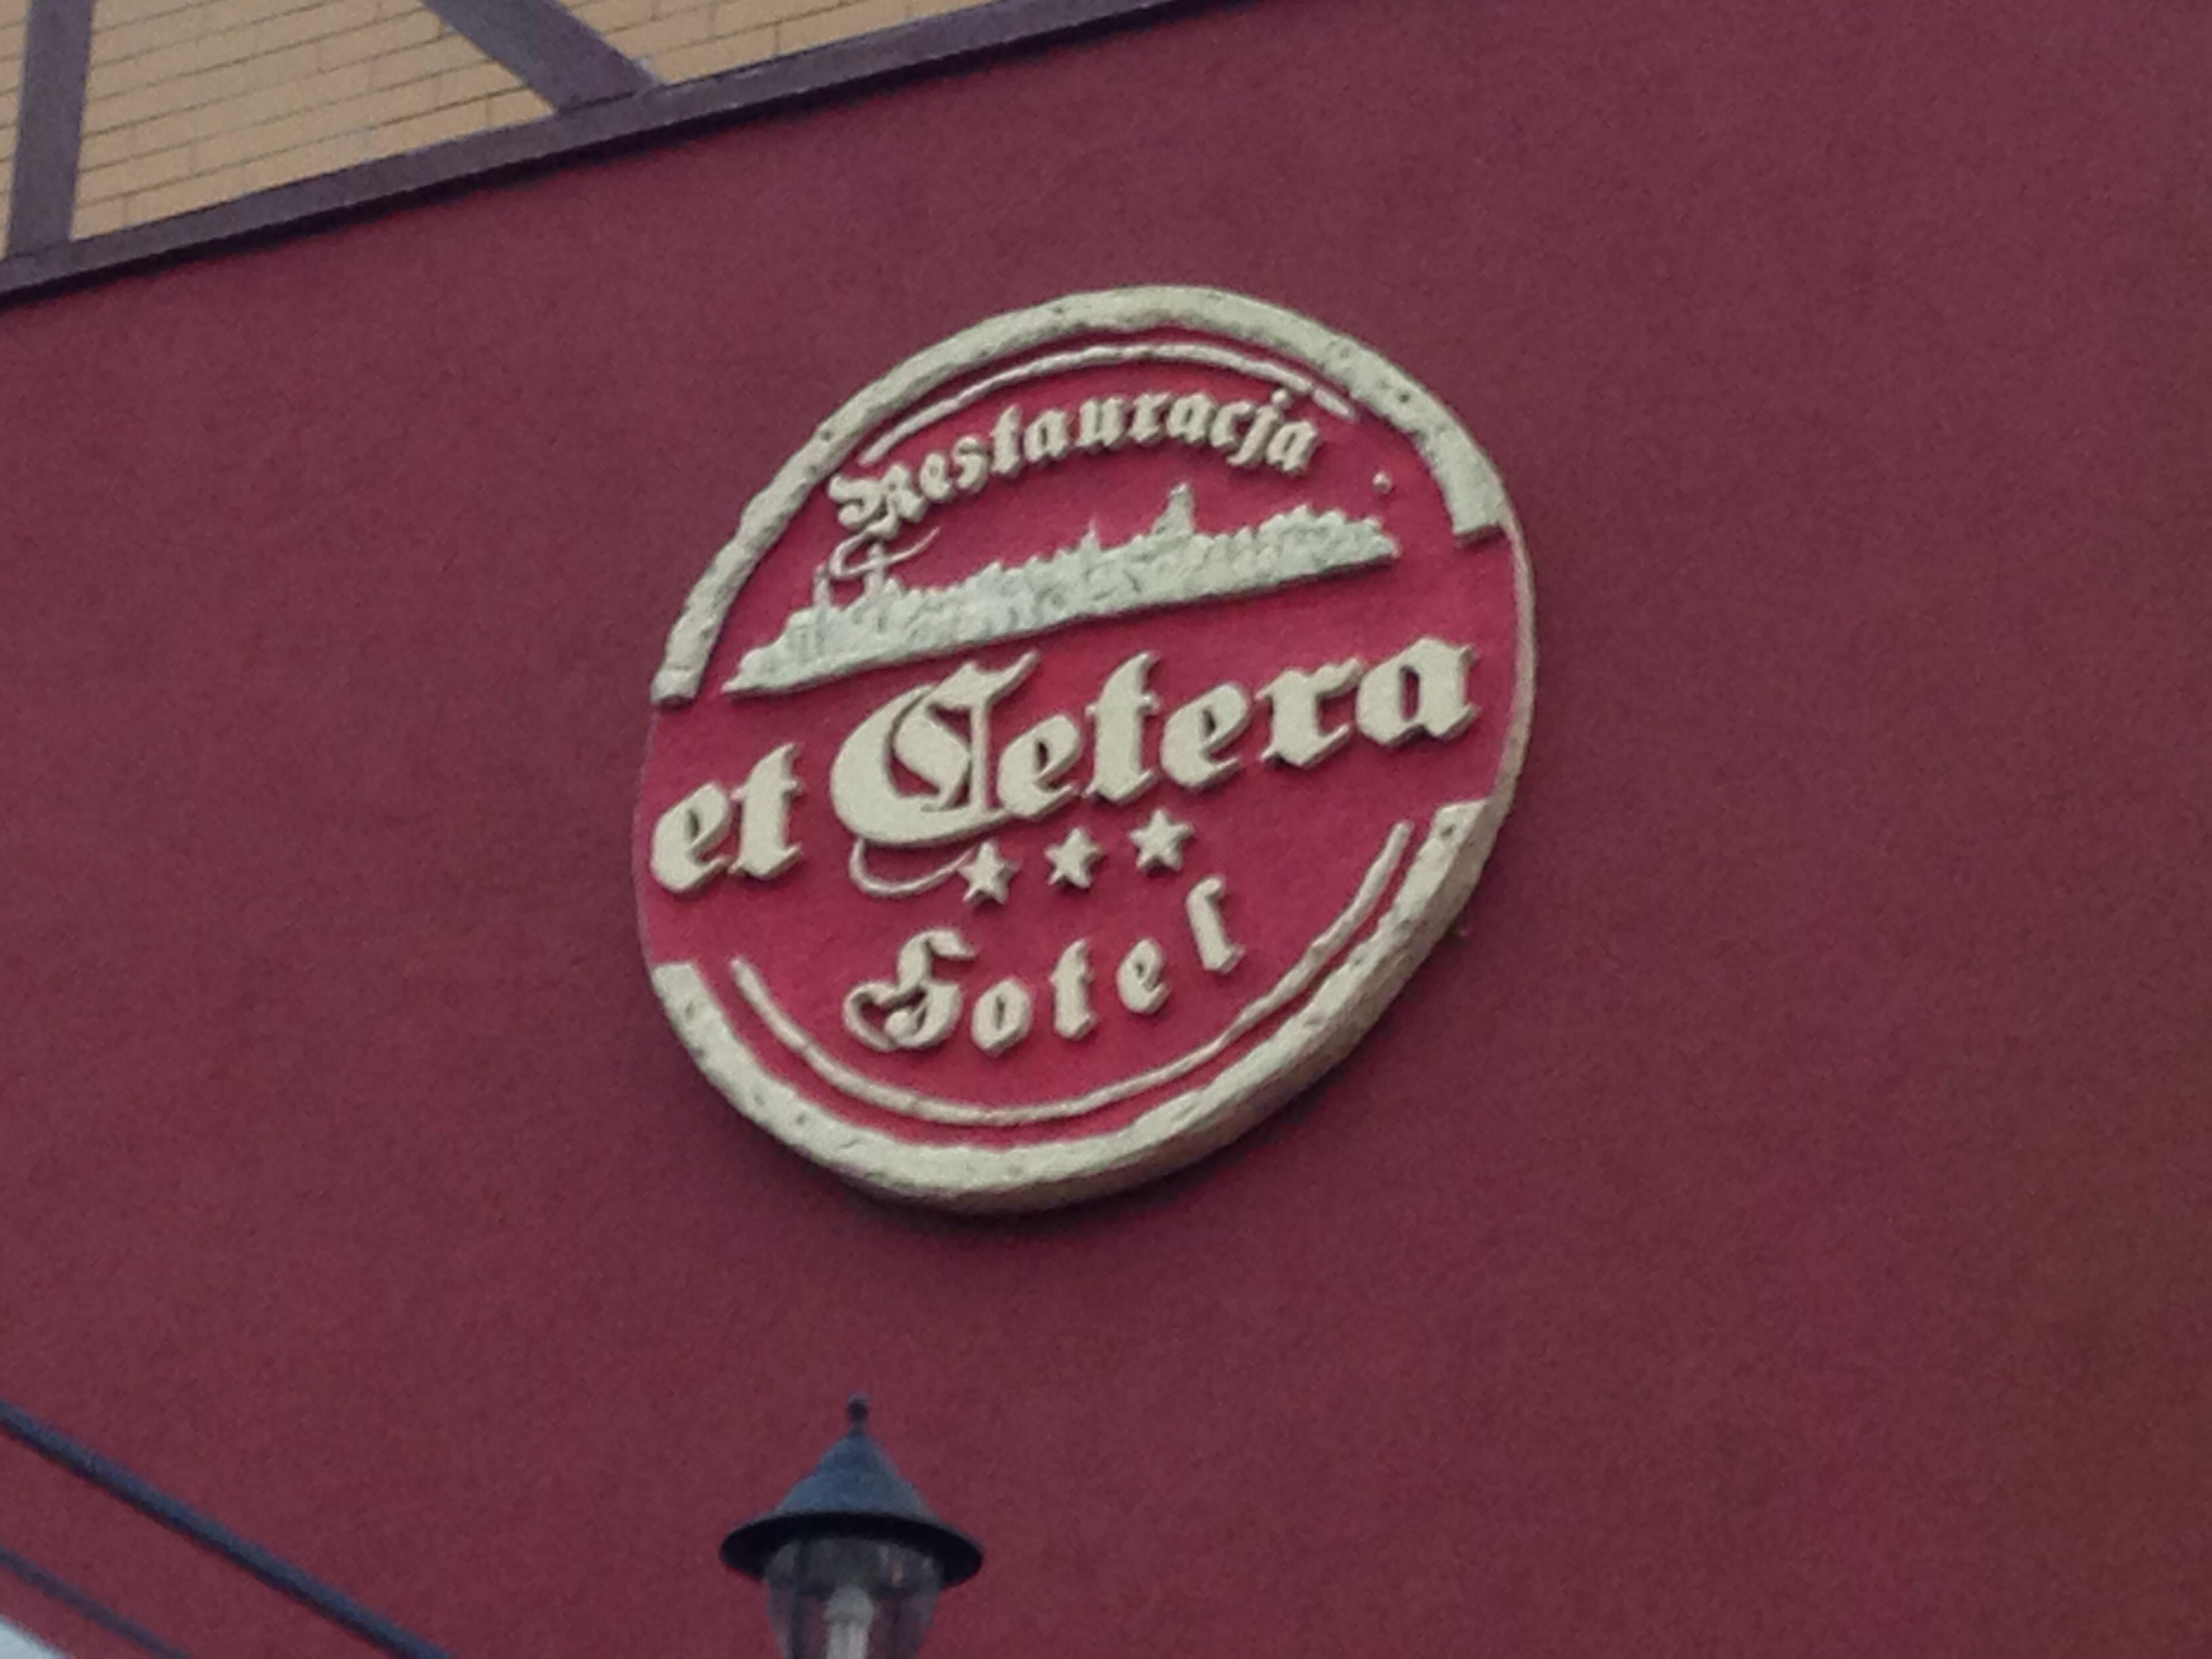 Restauracja
et Cetera
Hotel